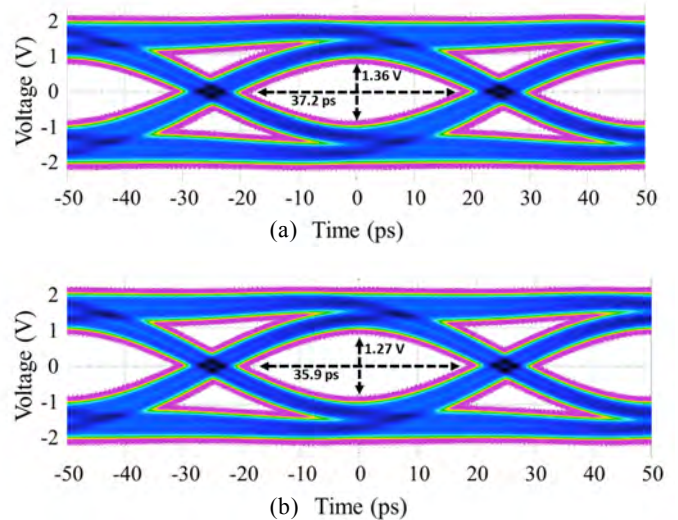 2
1
1.36 V
0
37.2 ps
-1
-2
Voltage (V)
-50 -40 -30 -20 -10 0 10 20 30 40 50
(a) Time (ps)
2
1
1.27 V
0
35.9 ps
-1
-2
Voltage (V)
-50 -40 -30 -20 -10 0 10 20 30 40 50
(b) Time (ps)